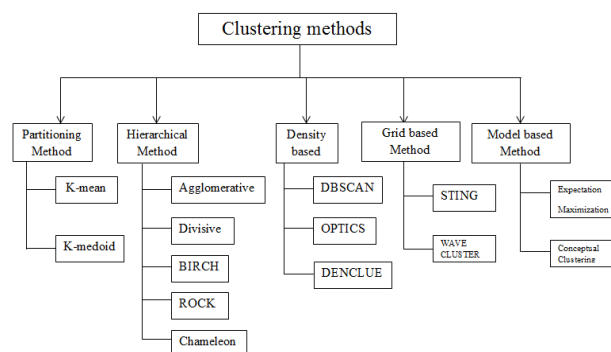 Clustering methods
Partitioning
Method
Hierarchical
Method
Density
based
Grid based
Method
Model based
Method
K-mean
K-medoid
Agglomerative
Divisive
BIRCH
ROCK
Chameleon
DBSCAN
OPTICS
DENCLUE
STING
WAVE
CLUSTER
Expectation
Maximization
Conceptual
Clustering